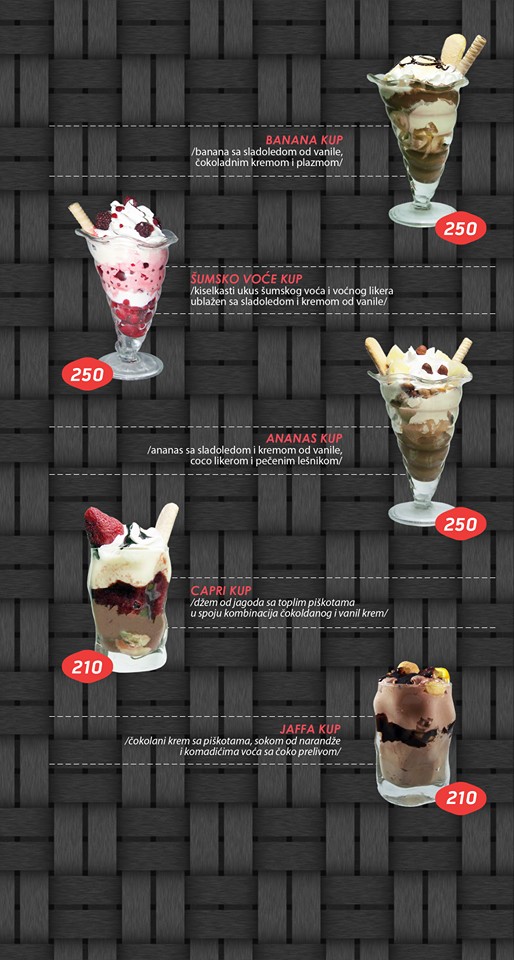 BANANA KUP
/banana sa sladoledom od vanile,
čokoladnim kremom i plazmom/
250
ŠUMSKO VOĆE KUP
/kiselkasti ukus šumskog voća i voćnog likera
ublažen sa sladoledom i kremom od vanile/
250
ANANAS KUP
/ananas sa sladoledom i kremom od vanile,
coco likerom i pečenim lešnikom/
250
CAPRI KUP
/džem od jagoda sa toplim piškotama
u spoju kombinacija čokoldanog i vanil krem/
210
JAFFA KUP
/čokolani krem sa piškotama, sokom od narandže
i komadićima voća sa čoko prelivom/
210